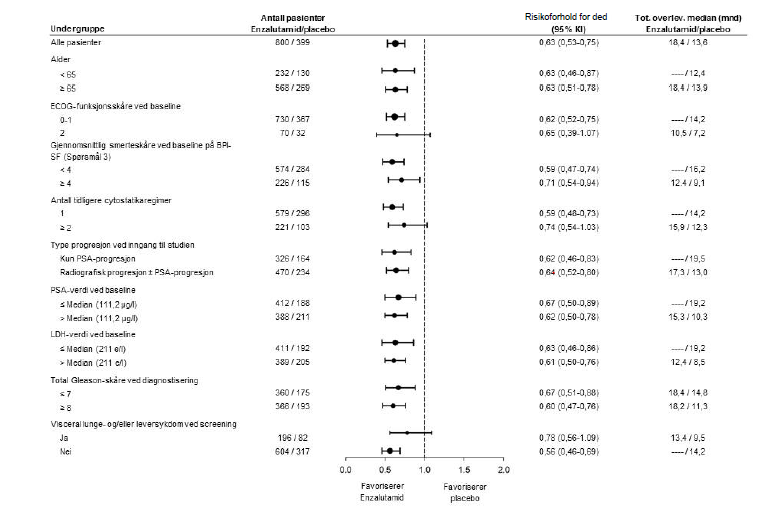 Antall pasienter Risikoforhold for død Tot. overlev. median (mnd)
Undergruppe Enzalutamid/placebo (95% KI) Enzalutamid/placebo
Alle pasienter 800 / 399 0,63 (0,53-0,75) 18,4 / 13,6
Alder
< 65 232 / 130 0,63 (0,46-0,87) ---- / 12,4
≥ 65 568 / 269 0,63 (0,51-0,78) 18,4 / 13,9
ECOG-funksjonsskåre ved baseline
0-1 730 / 367 0,62 (0,52-0,75) ---- / 14,2
2 70 / 32 0,65 (0,39-1,07) 10,5 / 7,2
Gjennomsnittlig smerteskåre ved baseline på BPI-
SF (Spørsmål 3)
< 4 574 / 284 0,59 (0,47-0,74) ---- / 16,2
≥ 4 226 / 115 0,71 (0,54-0,94) 12,4 / 9,1
Antall tidligere cytostatikaregimer
1 579 / 296 0,59 (0,48-0,73) ---- / 14,2
≥ 2 221 / 103 0,74 (0,54-1,03) 15,9 / 12,3
Type progresjon ved inngang til studien
Kun PSA-progresjon 326 / 164 0,62 (0,46-0,83) ---- / 19,5
Radiografisk progresjon ± PSA-progresjon 470 / 234 0,64 (0,52-0,80) 17,3 / 13,0
PSA-verdi ved baseline
≤ Median (111,2 µg/l) 412 / 188 0,67 (0,50-0,89) ---- / 19,2
> Median (111,2 µg/l) 388 / 211 0,62 (0,50-0,78) 15,3 / 10,3
LDH-verdi ved baseline
≤ Median (211 e/l) 411 / 192 0,63 (0,46-0,86) ---- / 19,2
> Median (211 e/l) 389 / 205 0,61 (0,50-0,76) 12,4 / 8,5
Total Gleason-skåre ved diagnostisering
≤ 7 360 / 175 0,67 (0,51-0,88) 18,4 / 14,8
≥ 8 366 / 193 0,60 (0,47-0,76) 18,2 / 11,3
Visceral lunge- og/eller leversykdom ved screening
Ja 196 / 82 0,78 (0,56-1,09) 13,4 / 9,5
Nei 604 / 317 0,56 (0,46-0,69) ---- / 14,2
0.0 0.5 1.0 1.5 2.0
Favoriserer Favoriserer
Enzalutamid placebo